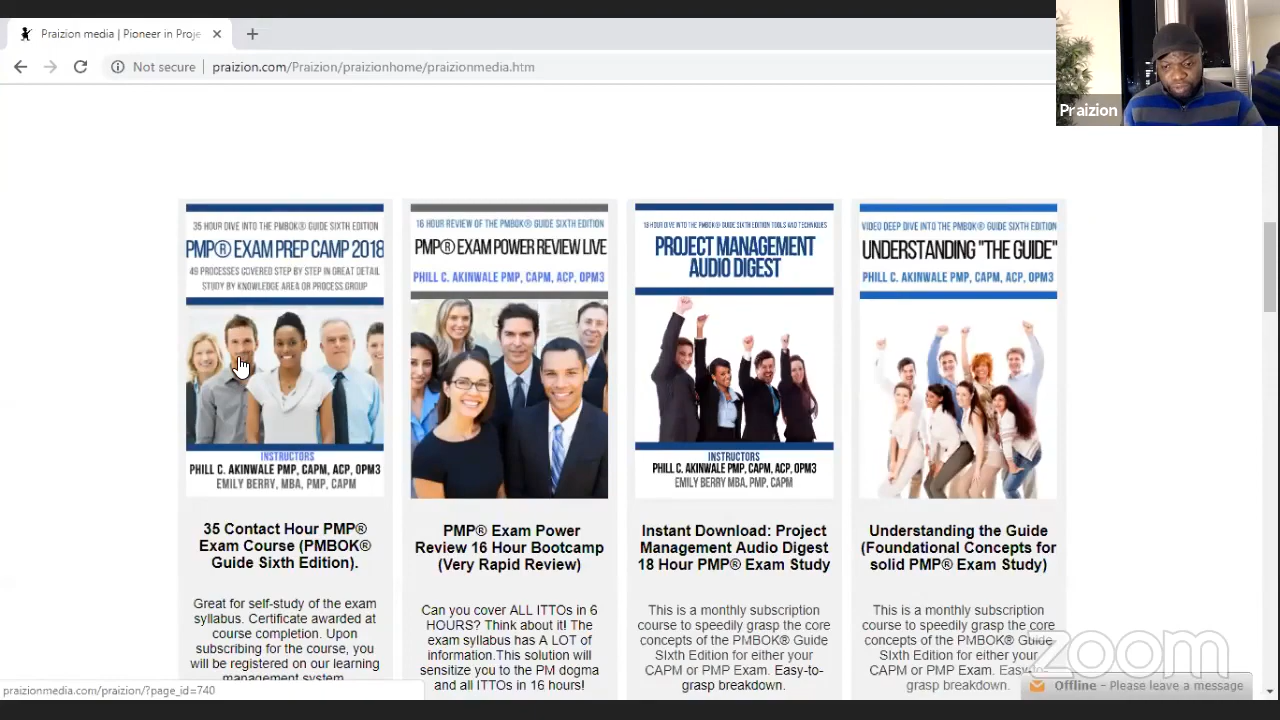 Praizion media | Pioneer in Proje
Not secure
praizion.com/Praizion/praizionhome/praizionmedia.htm
Praizion
35 HOUR DIVE INTO THE PMBOK® GUIDE SIXTH EDITION
PMP® EXAM PREP CAMP 2018
49 PROCESSES COVERED STEP BY STEP IN GREAT DETAIL
STUDY BY KNOWLEDGE AREA OR PROCESS GROUP
INSTRUCTORS
PHILL C. AKINWALE PMP, CAPM, ACP, OPM3
EMILY BERRY, MBA, PMP, CAPM
35 Contact Hour PMP®
Exam Course (PMBOK®
Guide Sixth Edition).
Great for self-study of the exam
syllabus. Certificate awarded at
course completion. Upon
subscribing for the course, you
will be registered on our learning
management system
16 HOUR REVIEW OF THE PMBOK® GUIDE SIXTH EDITION
PMP® EXAM POWER REVIEW LIVE
PHILL C. AKINWALE PMP, CAPM, ACP, OPM3
PMP® Exam Power
Review 16 Hour Bootcamp
(Very Rapid Review)
Can you cover ALL ITTOs in 6
HOURS? Think about it! The
exam syllabus has A LOT of
information.This solution will
sensitize you to the PM dogma
and all ITTOs in 16 hours!
18 HOUR DIVE INTO THE PMBOK® GUIDE SIXTH EDITION TOOLS AND TECHNIQUES
PROJECT MANAGEMENT
AUDIO DIGEST
INSTRUCTORS
PHILL C. AKINWALE PMP, CAPM, ACP, OPM3
EMILY BERRY MBA, PMP, CAPM
Instant Download: Project
Management Audio Digest
18 Hour PMP® Exam Study
This is a monthly subscription
course to speedily grasp the core
concepts of the PMBOK® Guide
SIxth Edition for either your
CAPM or PMP Exam. Easy-to-
grasp breakdown.
VIDEO DEEP DIVE INTO THE PMBOK® GUIDE SIXTH EDITION
UNDERSTANDING "THE GUIDE"
PHILL C. AKINWALE PMP, CAPM, ACP, OPM3
Understanding the Guide
(Foundational Concepts for
solid PMP® Exam Study)
This is a monthly subscription
course to speedily grasp the core
concepts of the PMBOK® Guide
SIxth Edition for either your
CAPM or PMP Exam. Easy-to-
grasp breakdown.
zoom
Offline – Please leave a message
praizionmedia.com/praizion/?page_id=740